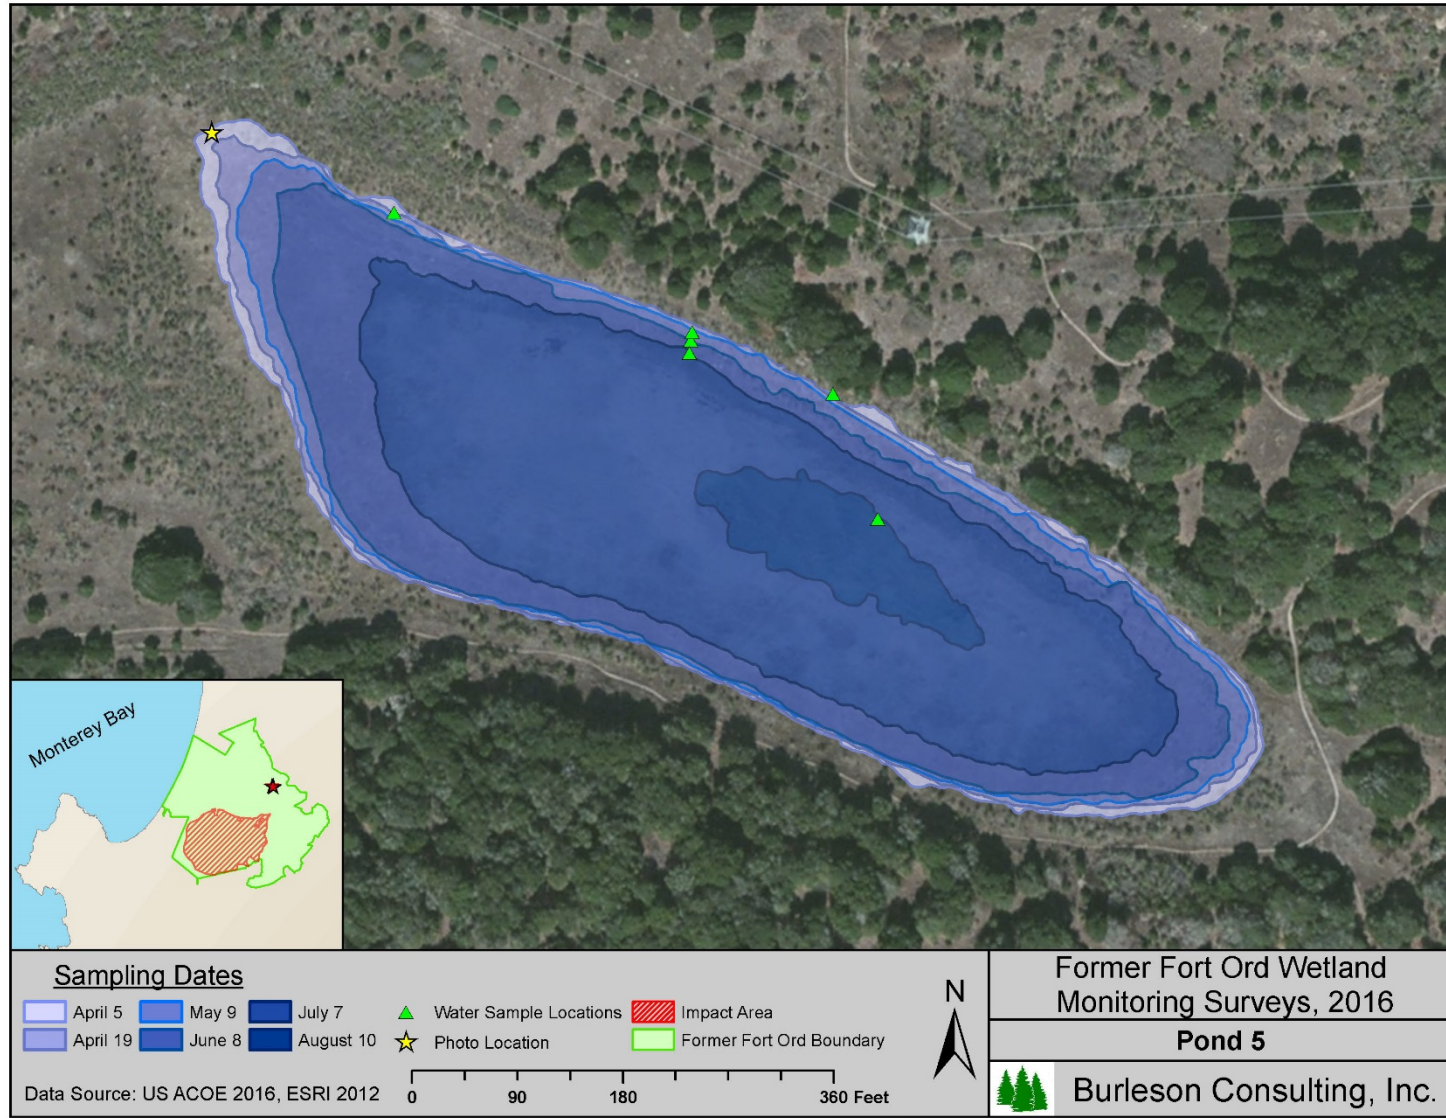 Monterey Bay
Sampling Dates
April 5
May 9
July 7
Water Sample Locations
Impact Area
April 19
June 8
August 10
Photo Location
Former Fort Ord Boundary
Data Source: US ACOE 2016, ESRI 2012
0 90 180 360 Feet
N
Former Fort Ord Wetland
Monitoring Surveys, 2016
Pond 5
Burleson Consulting, Inc.